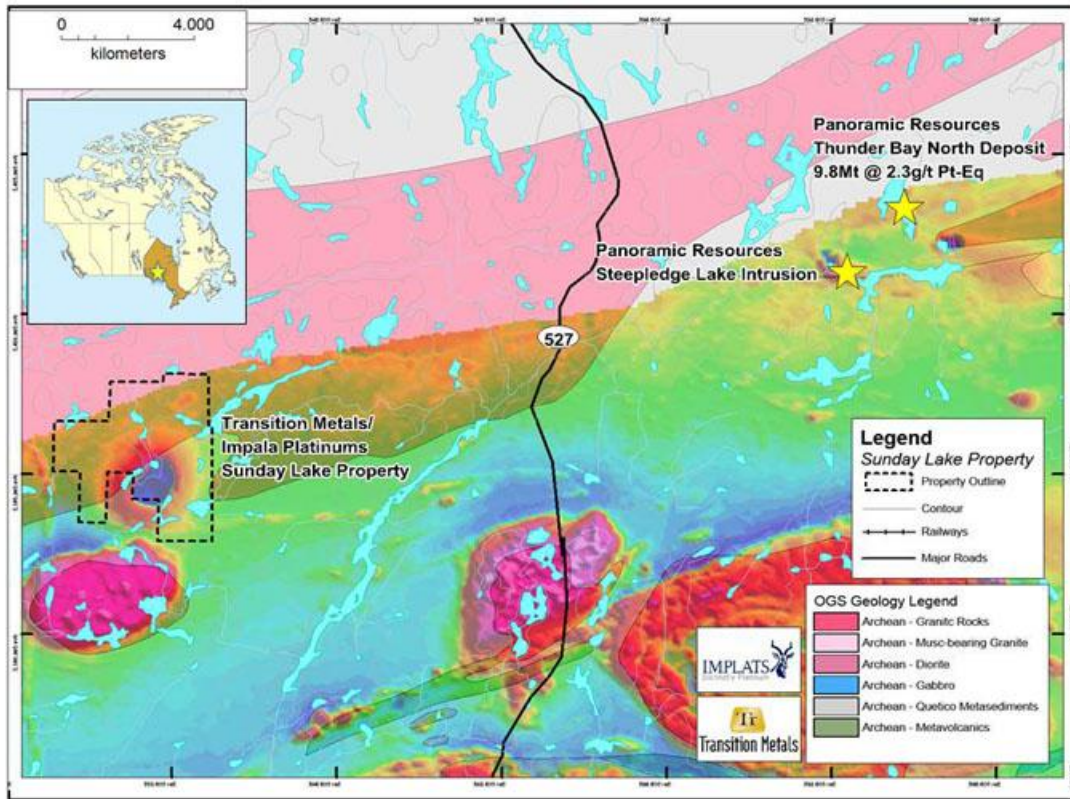 0 4.000
kilometers
Panoramic Resources
Thunder Bay North Deposit
9.8Mt @ 2.3g/t Pt-Eq
Panoramic Resources
Steepledge Lake Intrusion
527
Transition Metals/
Impala Platinums
Sunday Lake Property
Legend
Sunday Lake Property
Property Outline
Contour
Railways
Major Roads
OGS Geology Legend
Archean - Granitc Rocks
Archean - Musc-bearing Granite
Archean - Diorite
Archean - Gabbro
Archean - Quetico Metasediments
Archean - Metavolcanics
IMPLATS
Distinctly Platinum
Tr
Transition Metals